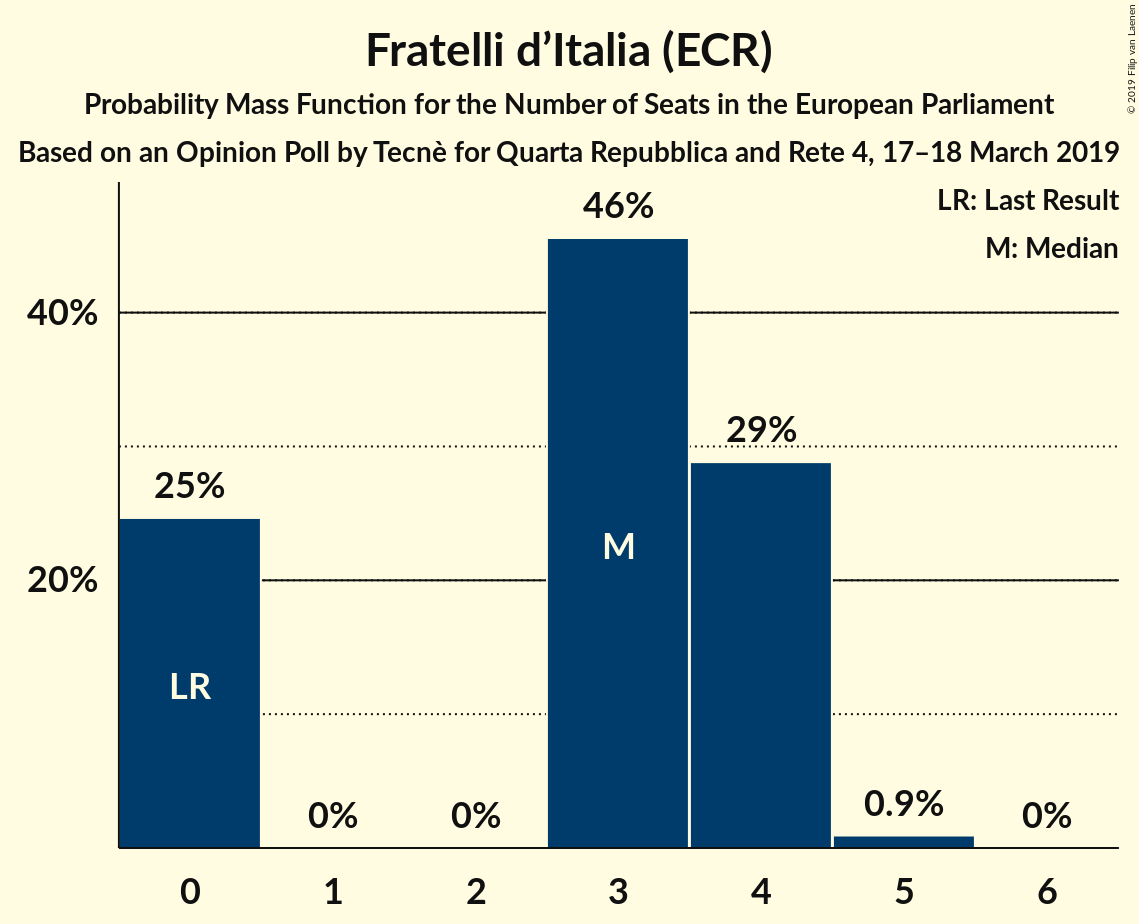 Fratelli d’Italia (ECR)
Probability Mass Function for the Number of Seats in the European Parliament
Based on an Opinion Poll by Tecnè for Quarta Repubblica and Rete 4, 17–18 March 2019
© 2019 Filip van Laenen
LR: Last Result
M: Median
46%
40%
29%
25%
M
20%
LR
0%
0%
0.9%
0%
0 1 2 3 4 5 6